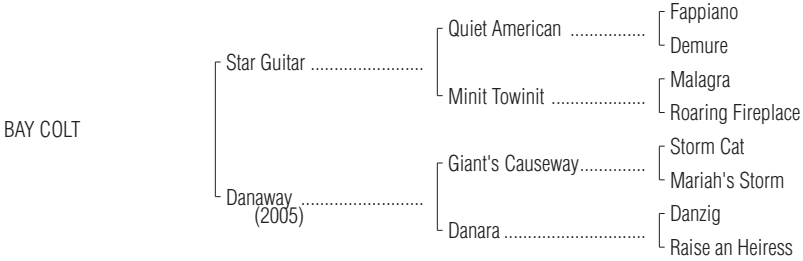 Fappiano
Quiet American ................
Demure
Star Guitar ........................
Malagra
Minit Towinit ....................
Roaring Fireplace
BAY COLT
Storm Cat
Giant's Causeway..............
Mariah's Storm
Danaway ..........................
(2005)
Danzig
Danara ..............................
Raise an Heiress